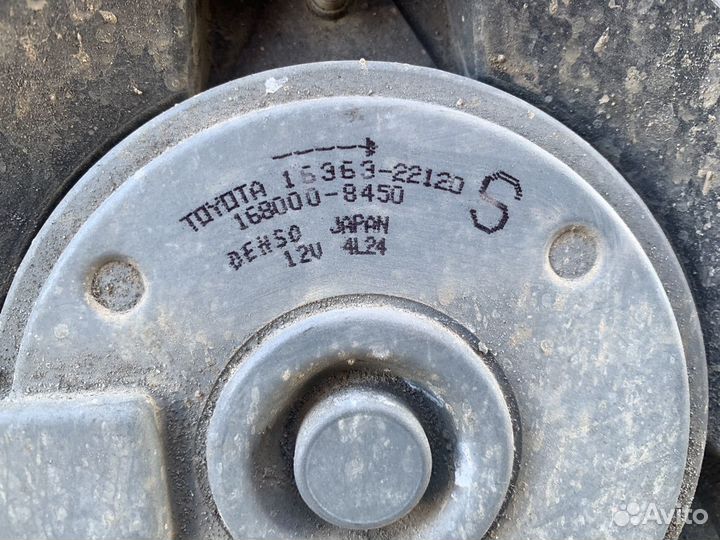 TOYOTA 16363-22120
168000-8450 S
DENSO JAPAN
12V 4L24
Avito